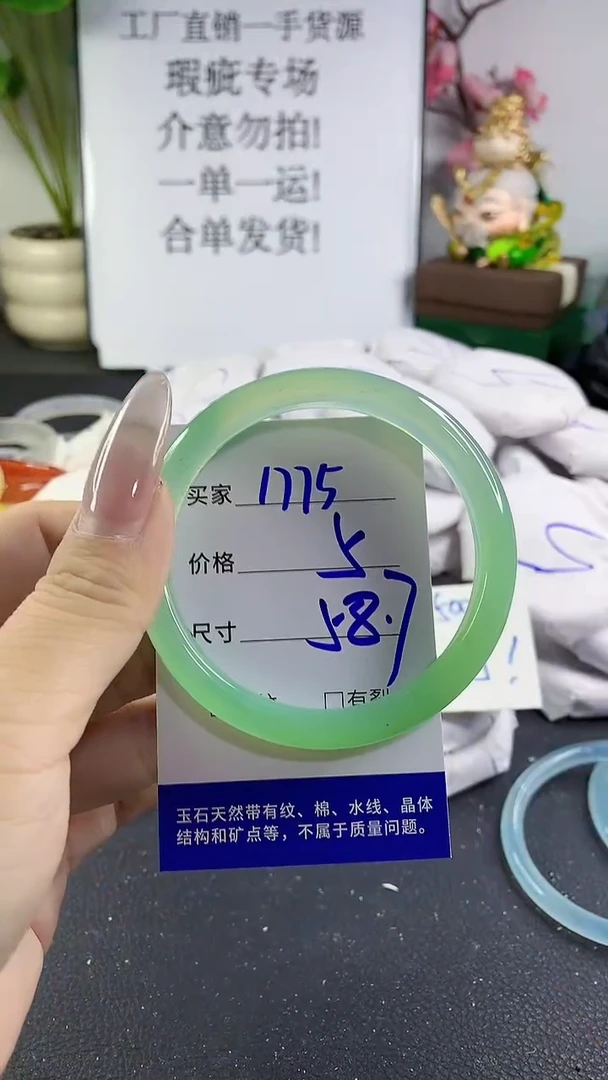 工厂直销一手货源
瑕疵专场
介意勿拍!
一单一运!
合单发货!
买家 1775
价格 5
尺寸 58.7
□有裂
玉石天然带有纹、棉、水线、晶体
结构和矿点等，不属于质量问题。